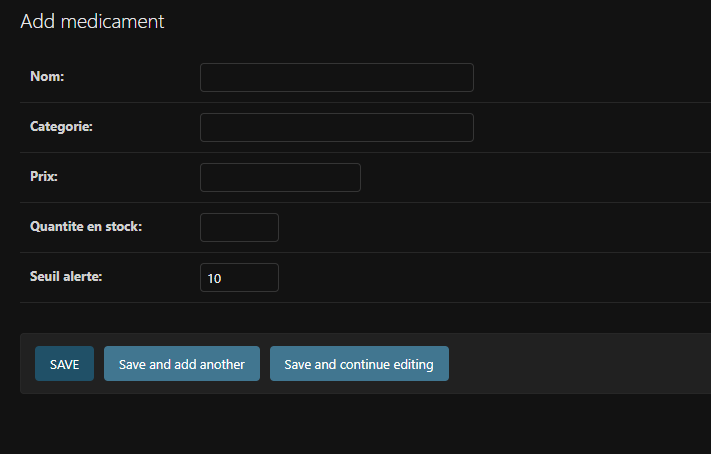 Add medicament
Nom:
Categorie:
Prix:
Quantite en stock:
Seuil alerte: 10
SAVE Save and add another Save and continue editing